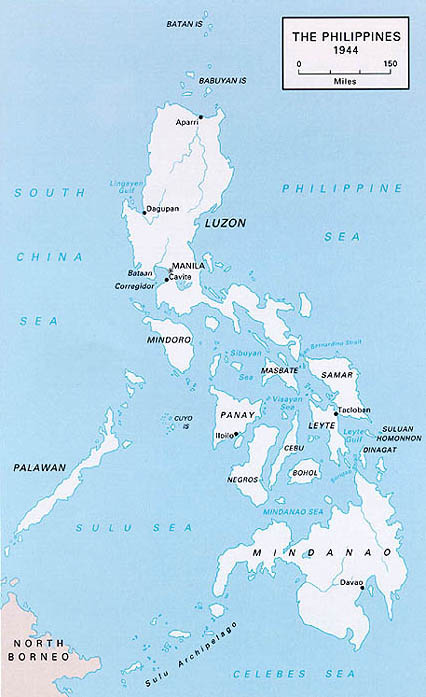 BATAN IS
THE PHILIPPINES
1944
0 150
Miles
BABUYAN IS
Aparri
Lingayen
Gulf
SOUTH
PHILIPPINE
Dagupan
LUZON
SEA
CHINA
MANILA
Bataan
Cavite
Corregidor
SEA
MINDORO
Bernardino Strait
Sibuyan
Sea
MASBATE
SAMAR
Visayan
Sea
PANAY
Tacloban
CUYO
IS
LEYTE
Leyte
Gulf
SULUAN
HOMONHON
DINAGAT
Iloilo
CEBU
PALAWAN
NEGROS
BOHOL
MINDANAO SEA
SULU SEA
MINDANAO
Davao
NORTH
BORNEO
Sulu Archipelago
CELEBES SEA